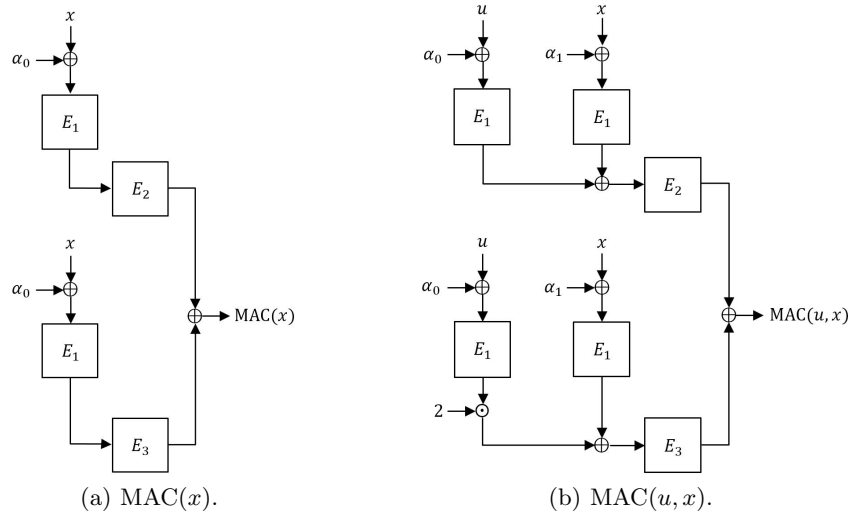 x
α₀
E₁
E₂
x
α₀
E₁
MAC(x)
E₃
(a) MAC(x).
u x
α₀ α₁
E₁ E₁
E₂
u x
α₀ α₁
MAC(u, x)
E₁ E₁
2
E₃
(b) MAC(u, x).